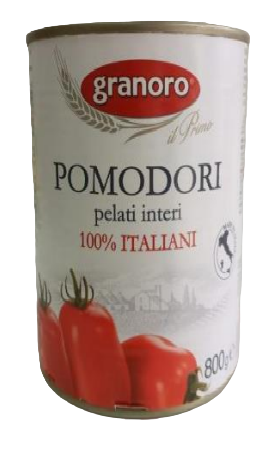 granoro®
il Primo
POMODORI
pelati interi
100% ITALIANI
800g e